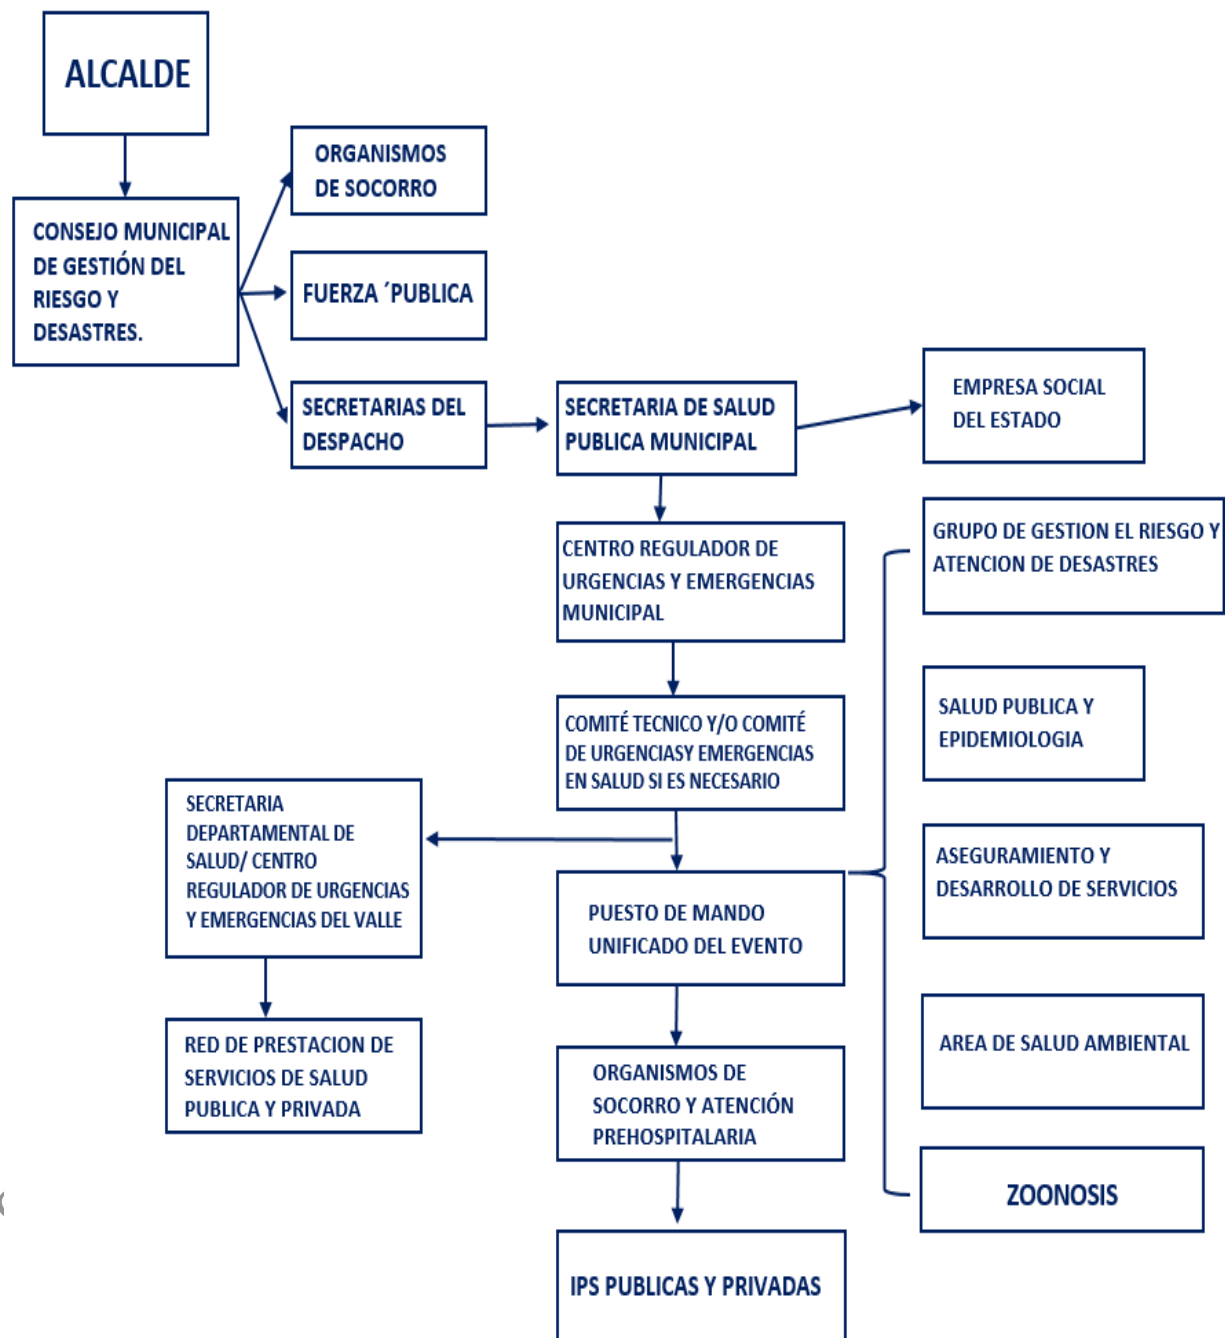 ALCALDE
ORGANISMOS
DE SOCORRO
CONSEJO MUNICIPAL
DE GESTIÓN DEL
RIESGO Y
DESASTRES.
FUERZA ´PUBLICA
SECRETARIAS DEL
DESPACHO
SECRETARIA DE SALUD
PUBLICA MUNICIPAL
EMPRESA SOCIAL
DEL ESTADO
CENTRO REGULADOR DE
URGENCIAS Y EMERGENCIAS
MUNICIPAL
GRUPO DE GESTION EL RIESGO Y
ATENCION DE DESASTRES
COMITÉ TECNICO Y/O COMITÉ
DE URGENCIASY EMERGENCIAS
EN SALUD SI ES NECESARIO
SALUD PUBLICA Y
EPIDEMIOLOGIA
SECRETARIA
DEPARTAMENTAL DE
SALUD/ CENTRO
REGULADOR DE URGENCIAS
Y EMERGENCIAS DEL VALLE
ASEGURAMIENTO Y
DESARROLLO DE SERVICIOS
PUESTO DE MANDO
UNIFICADO DEL EVENTO
RED DE PRESTACION DE
SERVICIOS DE SALUD
PUBLICA Y PRIVADA
AREA DE SALUD AMBIENTAL
ORGANISMOS DE
SOCORRO Y ATENCIÓN
PREHOSPITALARIA
ZOONOSIS
IPS PUBLICAS Y PRIVADAS